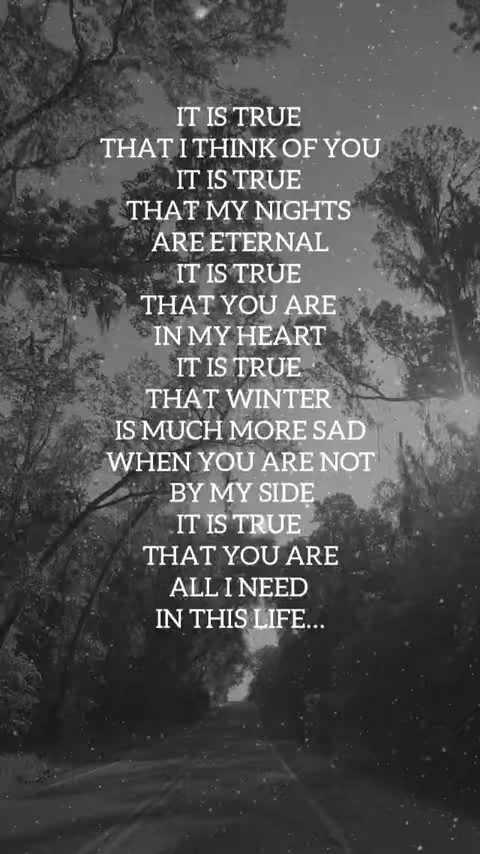 IT IS TRUE
THAT I THINK OF YOU
IT IS TRUE
THAT MY NIGHTS
ARE ETERNAL
IT IS TRUE
THAT YOU ARE
IN MY HEART
IT IS TRUE
THAT WINTER
IS MUCH MORE SAD
WHEN YOU ARE NOT
BY MY SIDE
IT IS TRUE
THAT YOU ARE
ALL I NEED
IN THIS LIFE...